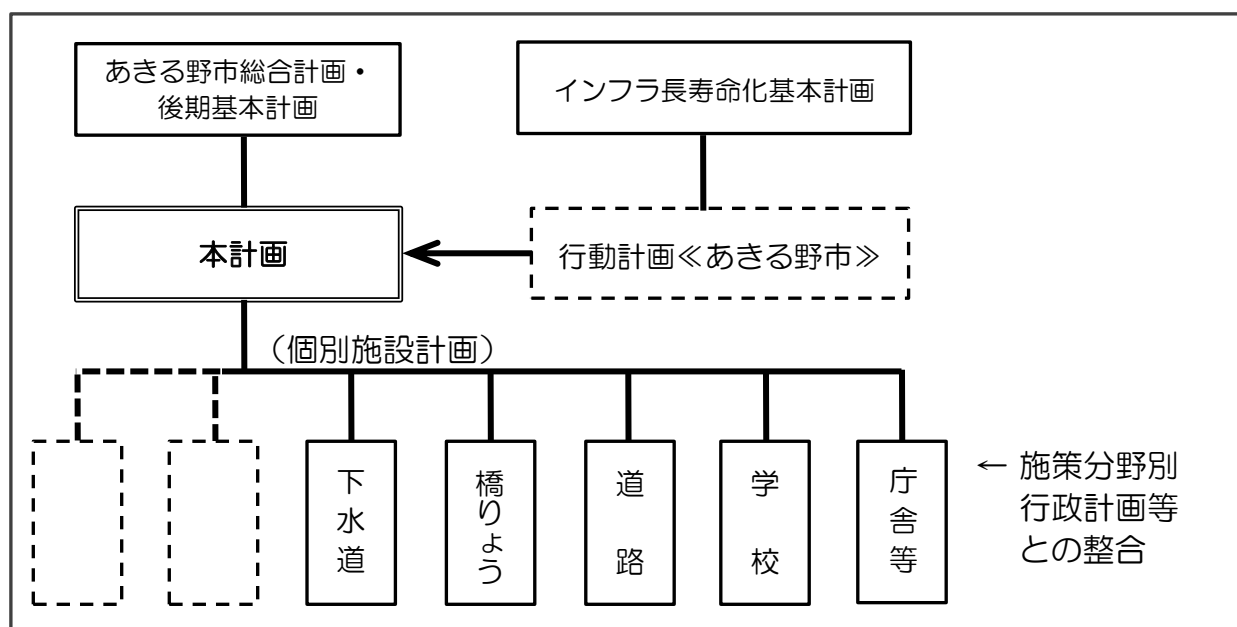 あきる野市総合計画・
後期基本計画
インフラ長寿命化基本計画
本計画
行動計画≪あきる野市≫
（個別施設計画）
下水道
橋りょう
道路
学校
庁舎等
← 施策分野別
行政計画等
との整合